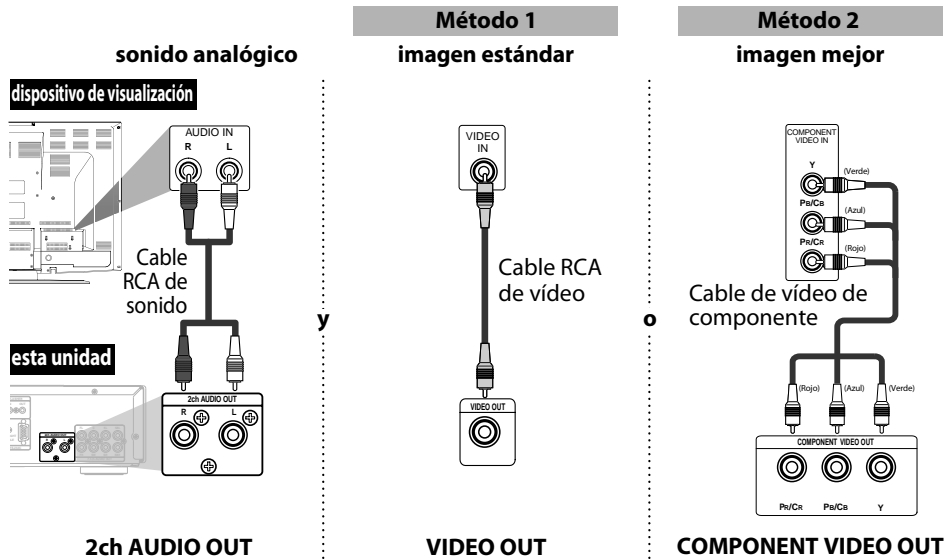 Método 1
Método 2
sonido analógico
imagen estándar
imagen mejor
dispositivo de visualización
AUDIO IN
R L
VIDEO
IN
COMPONENT
VIDEO IN
Y
(Verde)
PB/CB
(Azul)
PR/CR
(Rojo)
Cable
RCA de
sonido
Cable RCA
de vídeo
Cable de vídeo de
componente
y
o
esta unidad
2ch AUDIO OUT
R L
VIDEO OUT
(Rojo) (Azul) (Verde)
COMPONENT VIDEO OUT
PR/CR PB/CB Y
2ch AUDIO OUT
VIDEO OUT
COMPONENT VIDEO OUT